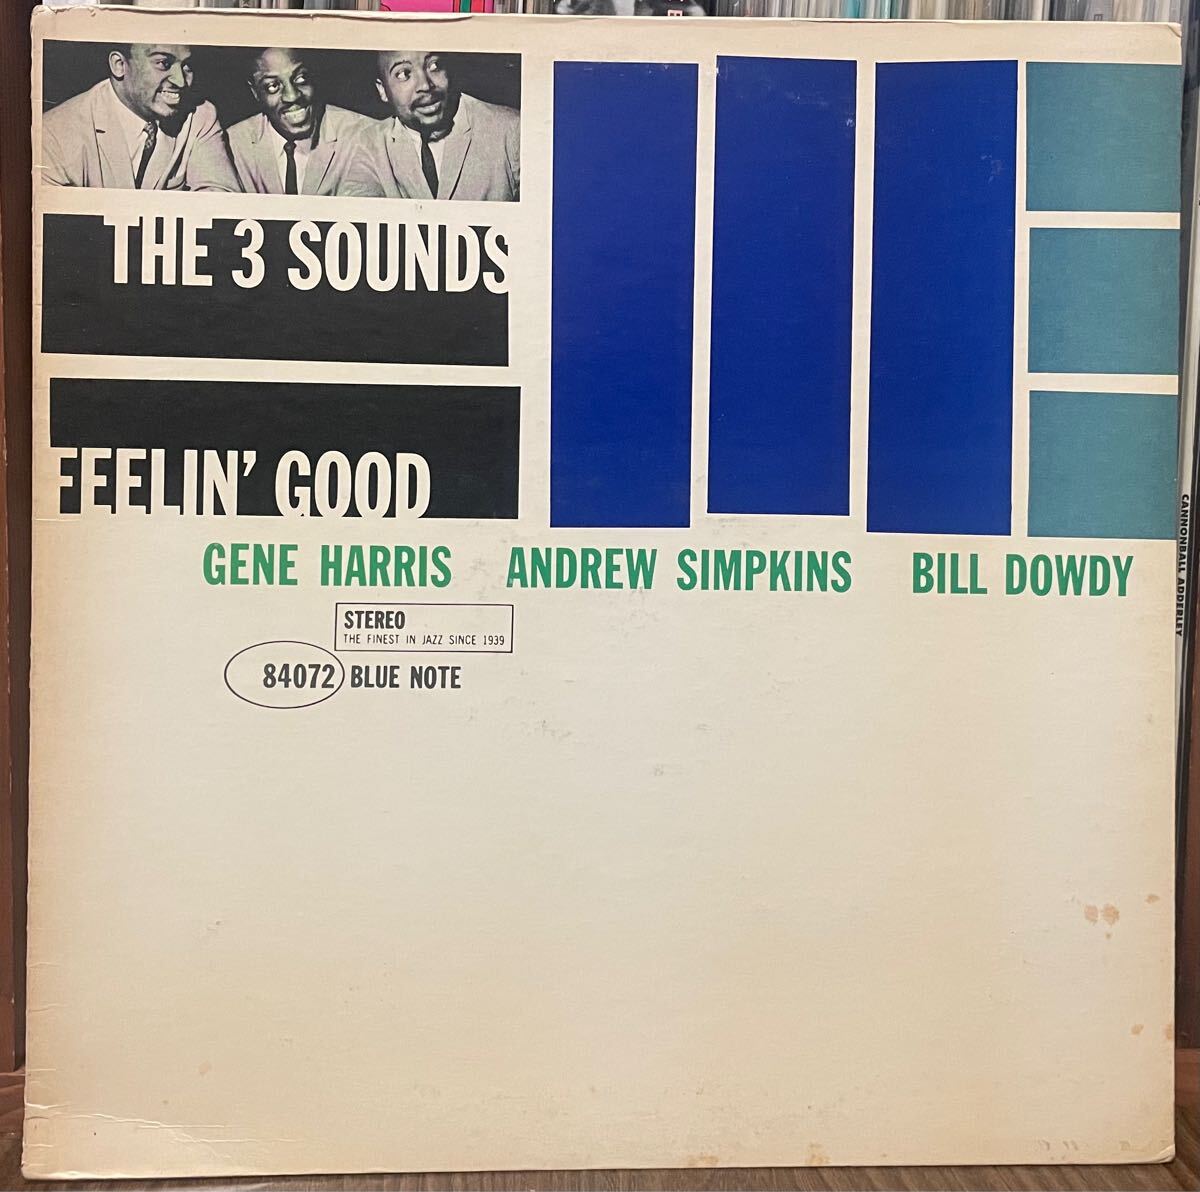 THE 3 SOUNDS
FEELIN' GOOD
GENE HARRIS ANDREW SIMPKINS BILL DOWDY
STEREO
THE FINEST IN JAZZ SINCE 1939
84072 BLUE NOTE
CANNONBALL ADDERLEY